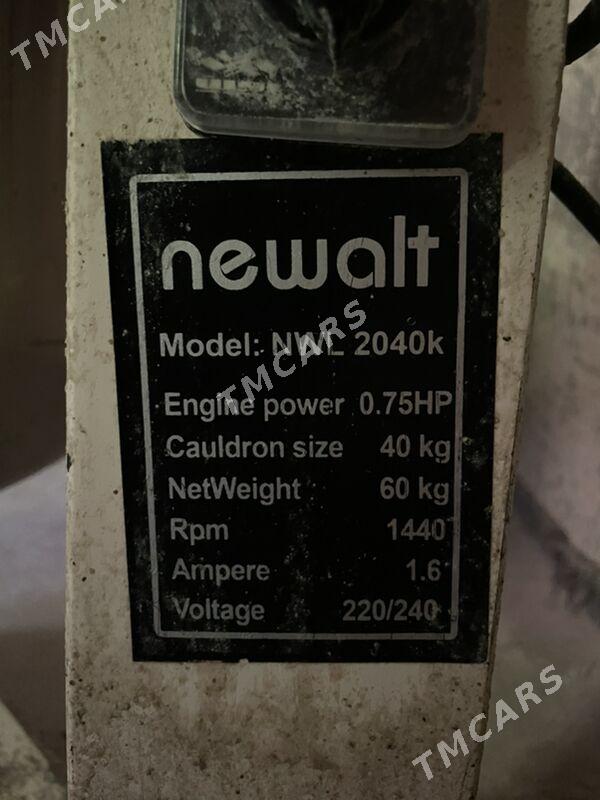 TMCARS
newalt
Model: NWL 2040k
TMCARS
Engine power 0.75HP
Cauldron size 40 kg
NetWeight 60 kg
Rpm 1440
Ampere 1.6
Voltage 220/240
TMCARS